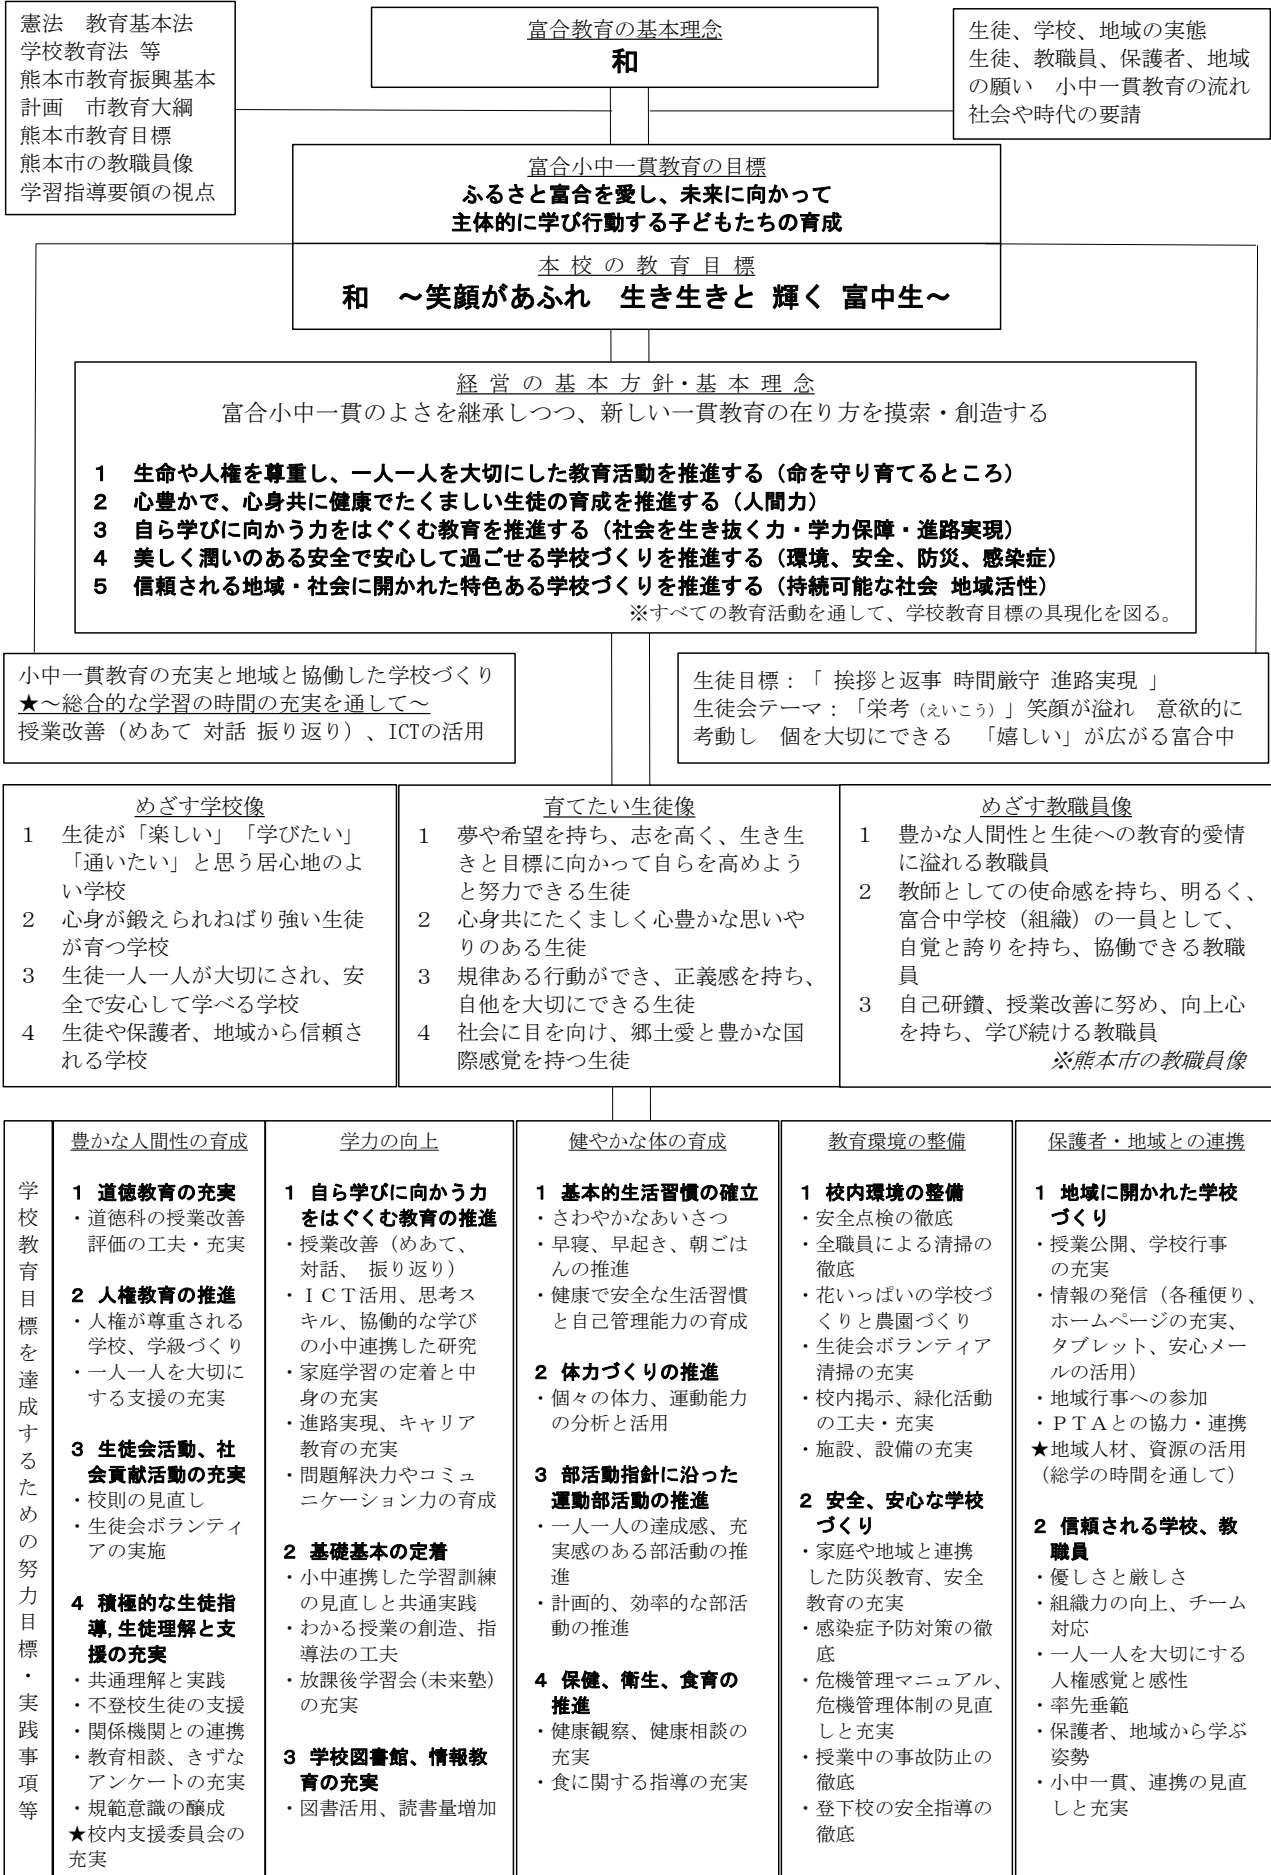 憲法　教育基本法
学校教育法 等
熊本市教育振興基本
計画　市教育大綱
熊本市教育目標
熊本市の教職員像
学習指導要領の視点
富合教育の基本理念
和
生徒、学校、地域の実態
生徒、教職員、保護者、地域
の願い　小中一貫教育の流れ
社会や時代の要請
富合小中一貫教育の目標
ふるさと富合を愛し、未来に向かって
主体的に学び行動する子どもたちの育成
本 校 の 教 育 目 標
和　～笑顔があふれ　生き生きと 輝く 富中生～
経 営 の 基 本 方 針・基 本 理 念
富合小中一貫のよさを継承しつつ、新しい一貫教育の在り方を摸索・創造する
1　生命や人権を尊重し、一人一人を大切にした教育活動を推進する（命を守り育てるところ）
2　心豊かで、心身共に健康でたくましい生徒の育成を推進する（人間力）
3　自ら学びに向かう力をはぐくむ教育を推進する（社会を生き抜く力・学力保障・進路実現）
4　美しく潤いのある安全で安心して過ごせる学校づくりを推進する（環境、安全、防災、感染症）
5　信頼される地域・社会に開かれた特色ある学校づくりを推進する（持続可能な社会 地域活性）
※すべての教育活動を通して、学校教育目標の具現化を図る。
小中一貫教育の充実と地域と協働した学校づくり
★～総合的な学習の時間の充実を通して～
授業改善（めあて 対話 振り返り）、ICTの活用
生徒目標：「 挨拶と返事 時間厳守 進路実現 」
生徒会テーマ：「栄考（えいこう）」笑顔が溢れ　意欲的に
考動し　個を大切にできる　「嬉しい」が広がる富合中
めざす学校像
1　生徒が「楽しい」「学びたい」
「通いたい」と思う居心地のよ
い学校
2　心身が鍛えられねばり強い生徒
が育つ学校
3　生徒一人一人が大切にされ、安
全で安心して学べる学校
4　生徒や保護者、地域から信頼さ
れる学校
育てたい生徒像
1　夢や希望を持ち、志を高く、生き生
きと目標に向かって自らを高めよう
と努力できる生徒
2　心身共にたくましく心豊かな思いや
りのある生徒
3　規律ある行動ができ、正義感を持ち、
自他を大切にできる生徒
4　社会に目を向け、郷土愛と豊かな国
際感覚を持つ生徒
めざす教職員像
1　豊かな人間性と生徒への教育的愛情
に溢れる教職員
2　教師としての使命感を持ち、明るく、
富合中学校（組織）の一員として、
自覚と誇りを持ち、協働できる教職
員
3　自己研鑽、授業改善に努め、向上心
を持ち、学び続ける教職員
※熊本市の教職員像
学校教育目標を達成するための努力目標・実践事項等
豊かな人間性の育成
1 道徳教育の充実
・道徳科の授業改善
評価の工夫・充実
2 人権教育の推進
・人権が尊重される
学校、学級づくり
・一人一人を大切に
する支援の充実
3 生徒会活動、社
会貢献活動の充実
・校則の見直し
・生徒会ボランティ
アの実施
4 積極的な生徒指
導,生徒理解と支
援の充実
・共通理解と実践
・不登校生徒の支援
・関係機関との連携
・教育相談、きずな
アンケートの充実
・規範意識の醸成
★校内支援委員会の
充実
学力の向上
1 自ら学びに向かう力
をはぐくむ教育の推進
・授業改善（めあて、
対話、 振り返り）
・ＩＣＴ活用、思考ス
キル、協働的な学び
の小中連携した研究
・家庭学習の定着と中
身の充実
・進路実現、キャリア
教育の充実
・問題解決力やコミュ
ニケーション力の育成
2 基礎基本の定着
・小中連携した学習訓練
の見直しと共通実践
・わかる授業の創造、指
導法の工夫
・放課後学習会(未来塾)
の充実
3 学校図書館、情報教
育の充実
・図書活用、読書量増加
健やかな体の育成
1 基本的生活習慣の確立
・さわやかなあいさつ
・早寝、早起き、朝ごは
んの推進
・健康で安全な生活習慣
と自己管理能力の育成
2 体力づくりの推進
・個々の体力、運動能力
の分析と活用
3 部活動指針に沿った
運動部活動の推進
・一人一人の達成感、充
実感のある部活動の推
進
・計画的、効率的な部活
動の推進
4 保健、衛生、食育の
推進
・健康観察、健康相談の
充実
・食に関する指導の充実
教育環境の整備
1 校内環境の整備
・安全点検の徹底
・全職員による清掃の
徹底
・花いっぱいの学校づ
くりと農園づくり
・生徒会ボランティア
清掃の充実
・校内掲示、緑化活動
の工夫・充実
・施設、設備の充実
2 安全、安心な学校
づくり
・家庭や地域と連携
した防災教育、安全
教育の充実
・感染症予防対策の徹
底
・危機管理マニュアル、
危機管理体制の見直
しと充実
・授業中の事故防止の
徹底
・登下校の安全指導の
徹底
保護者・地域との連携
1 地域に開かれた学校
づくり
・授業公開、学校行事
の充実
・情報の発信（各種便り、
ホームページの充実、
タブレット、安心メー
ルの活用）
・地域行事への参加
・ＰＴＡとの協力・連携
★地域人材、資源の活用
（総学の時間を通して）
2 信頼される学校、教
職員
・優しさと厳しさ
・組織力の向上、チーム
対応
・一人一人を大切にする
人権感覚と感性
・率先垂範
・保護者、地域から学ぶ
姿勢
・小中一貫、連携の見直
しと充実